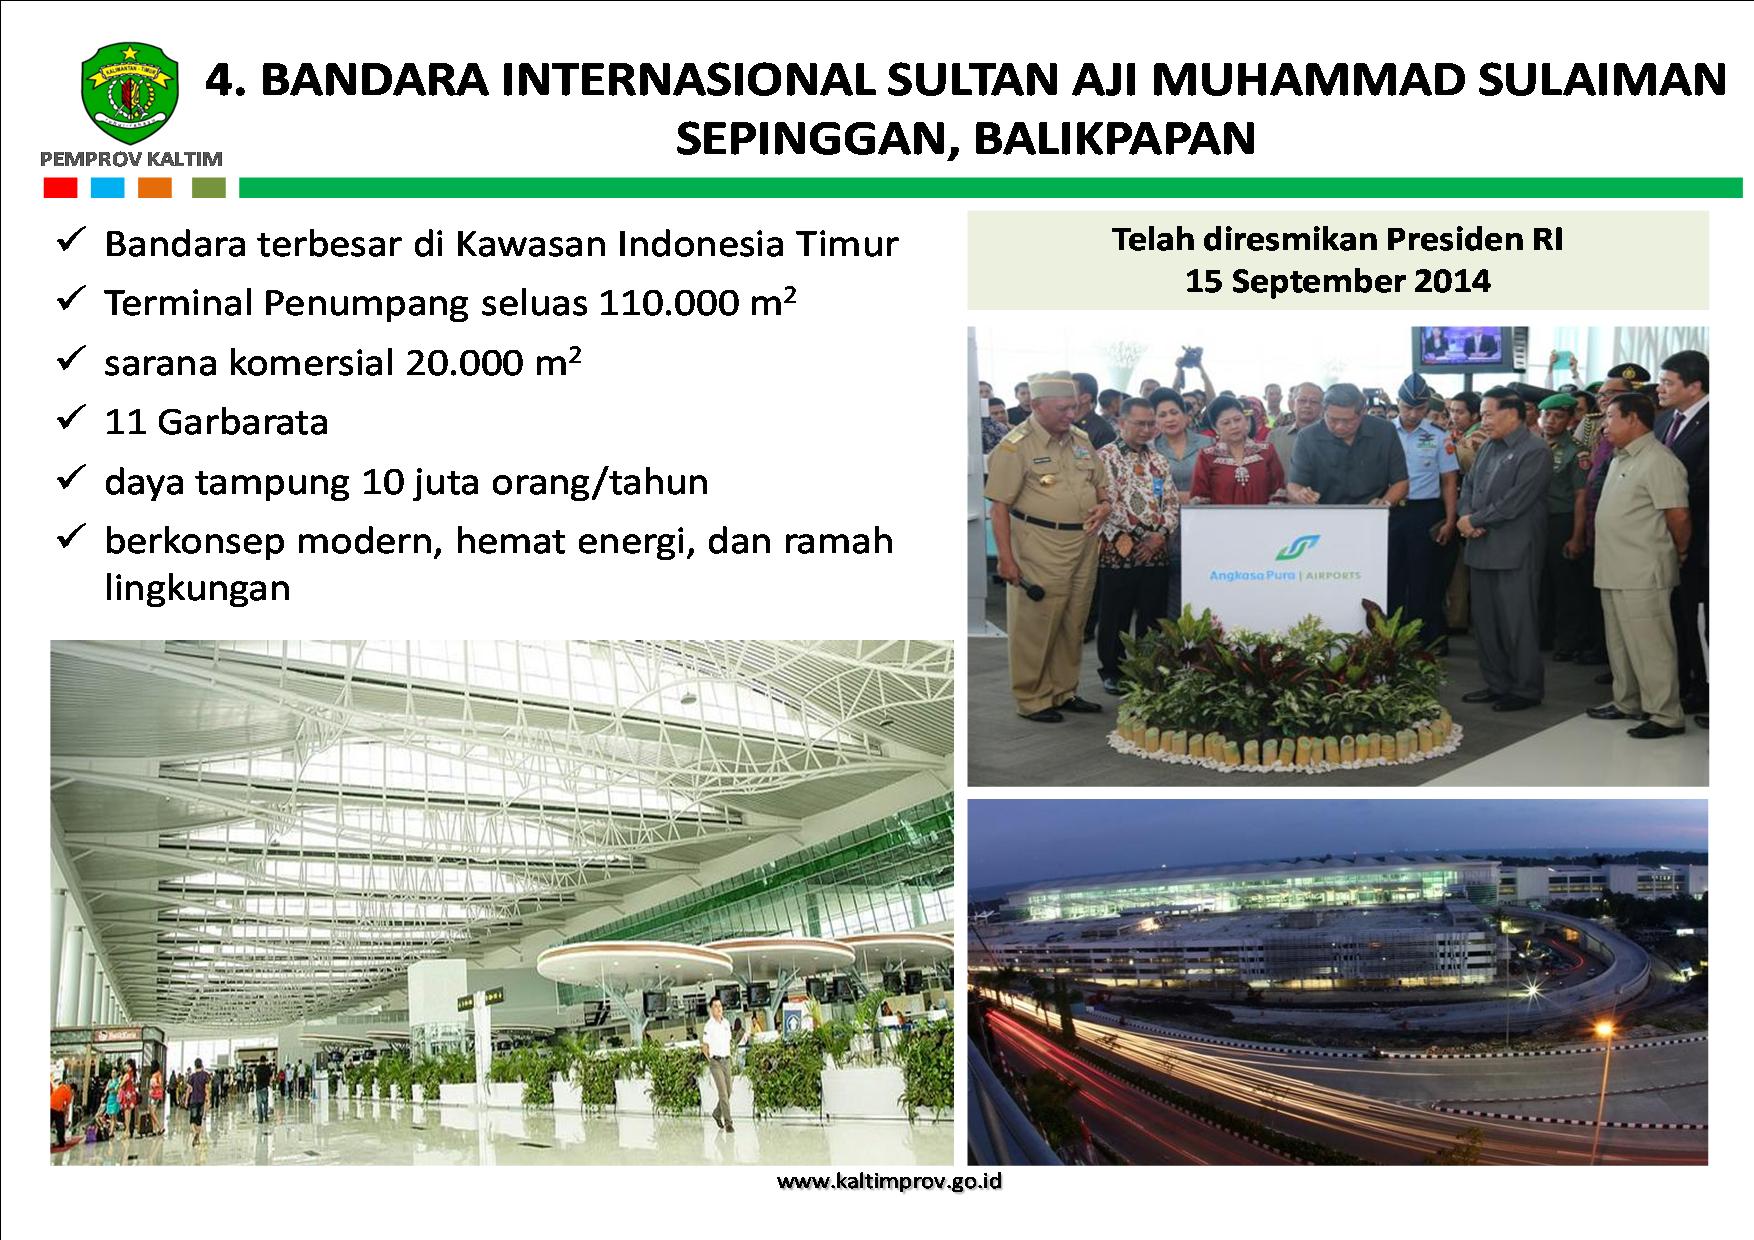 KALIMANTAN - TIMUR
PEMPROV KALTIM
4. BANDARA INTERNASIONAL SULTAN AJI MUHAMMAD SULAIMAN
SEPINGGAN, BALIKPAPAN
✓ Bandara terbesar di Kawasan Indonesia Timur
✓ Terminal Penumpang seluas 110.000 m²
✓ sarana komersial 20.000 m²
✓ 11 Garbarata
✓ daya tampung 10 juta orang/tahun
✓ berkonsep modern, hemat energi, dan ramah
lingkungan
Telah diresmikan Presiden RI
15 September 2014
Angkasa Pura | AIRPORTS
www.kaltimprov.go.id